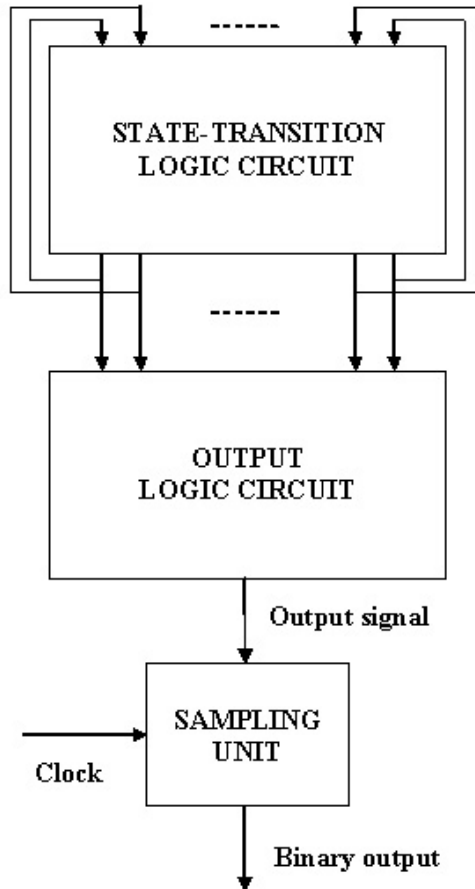 STATE-TRANSITION
LOGIC CIRCUIT
OUTPUT
LOGIC CIRCUIT
Output signal
SAMPLING
UNIT
Clock
Binary output